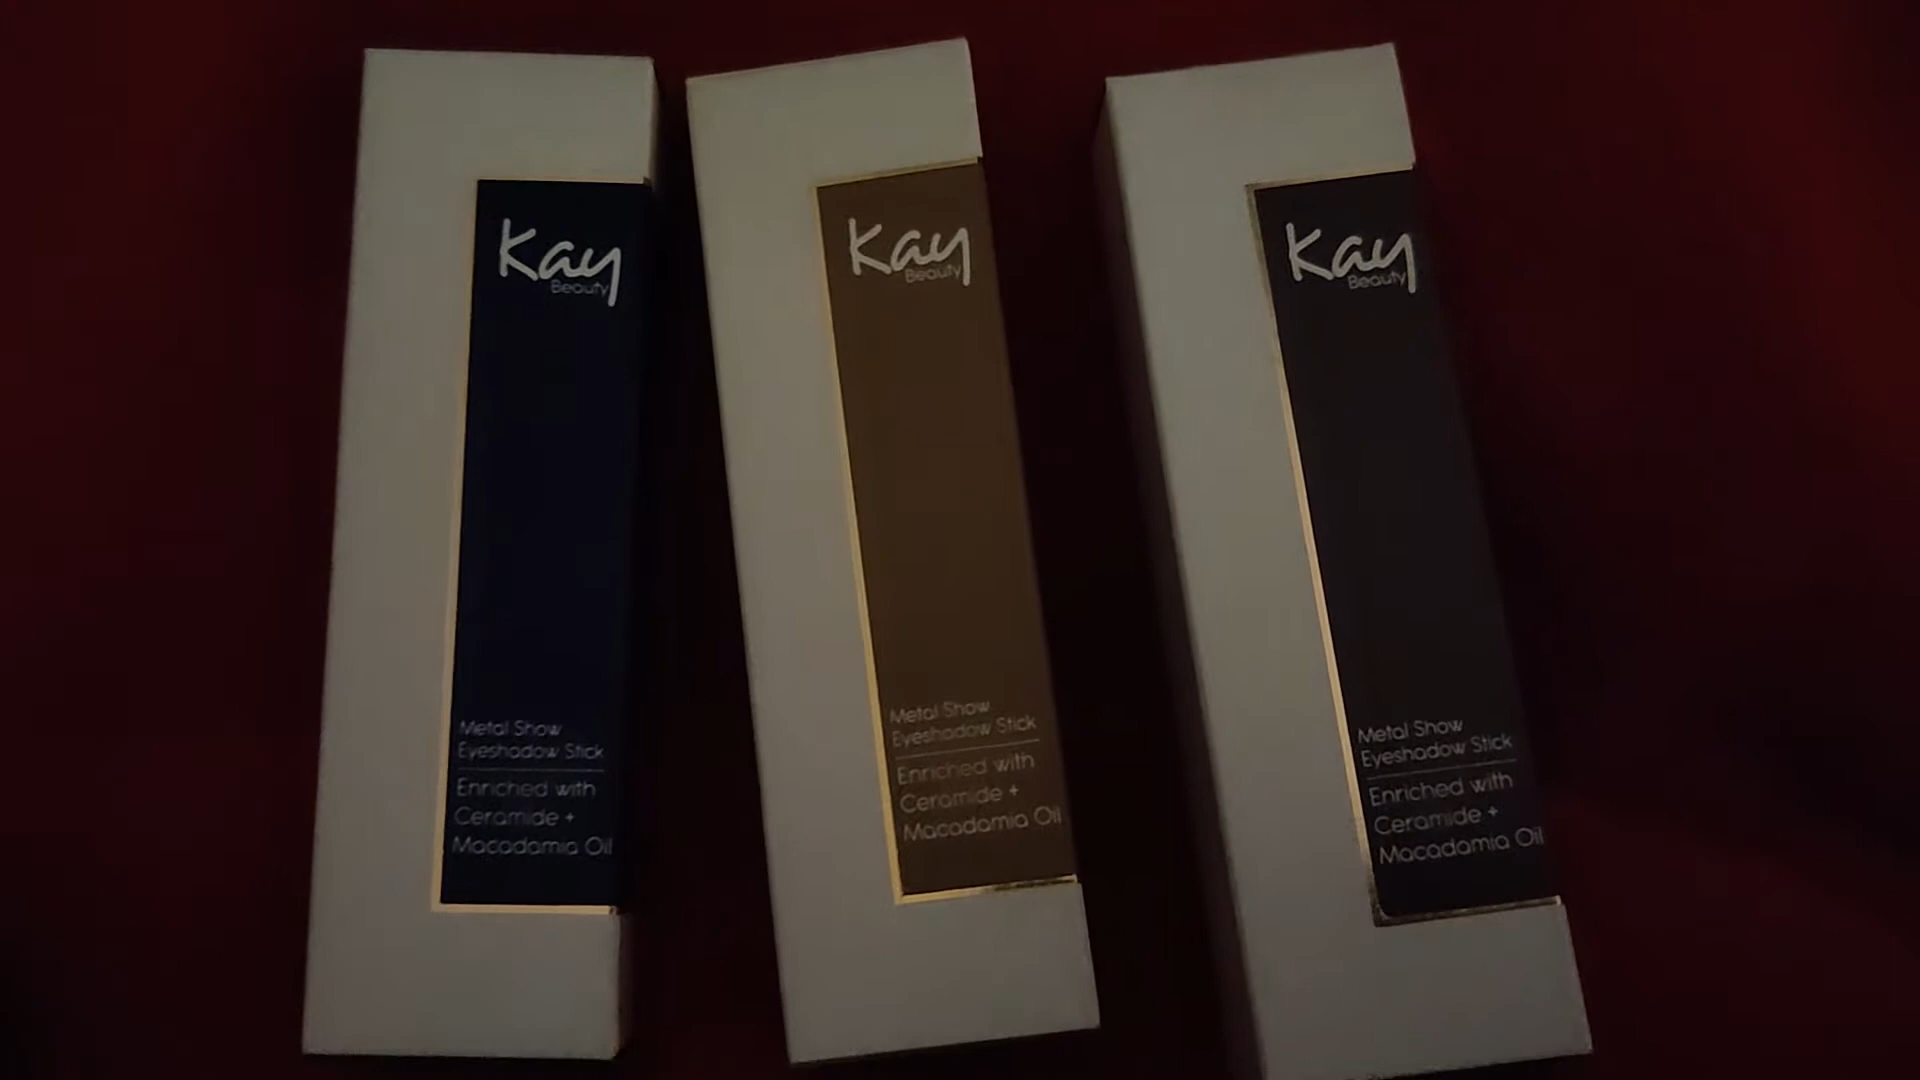 Kay
Beauty
Metal Show
Eyeshadow Stick
Enriched with
Ceramide +
Macadamia Oil
Kay
Beauty
Metal Show
Eyeshadow Stick
Enriched with
Ceramide +
Macadamia Oil
Kay
Beauty
Metal Show
Eyeshadow Stick
Enriched with
Ceramide +
Macadamia Oil